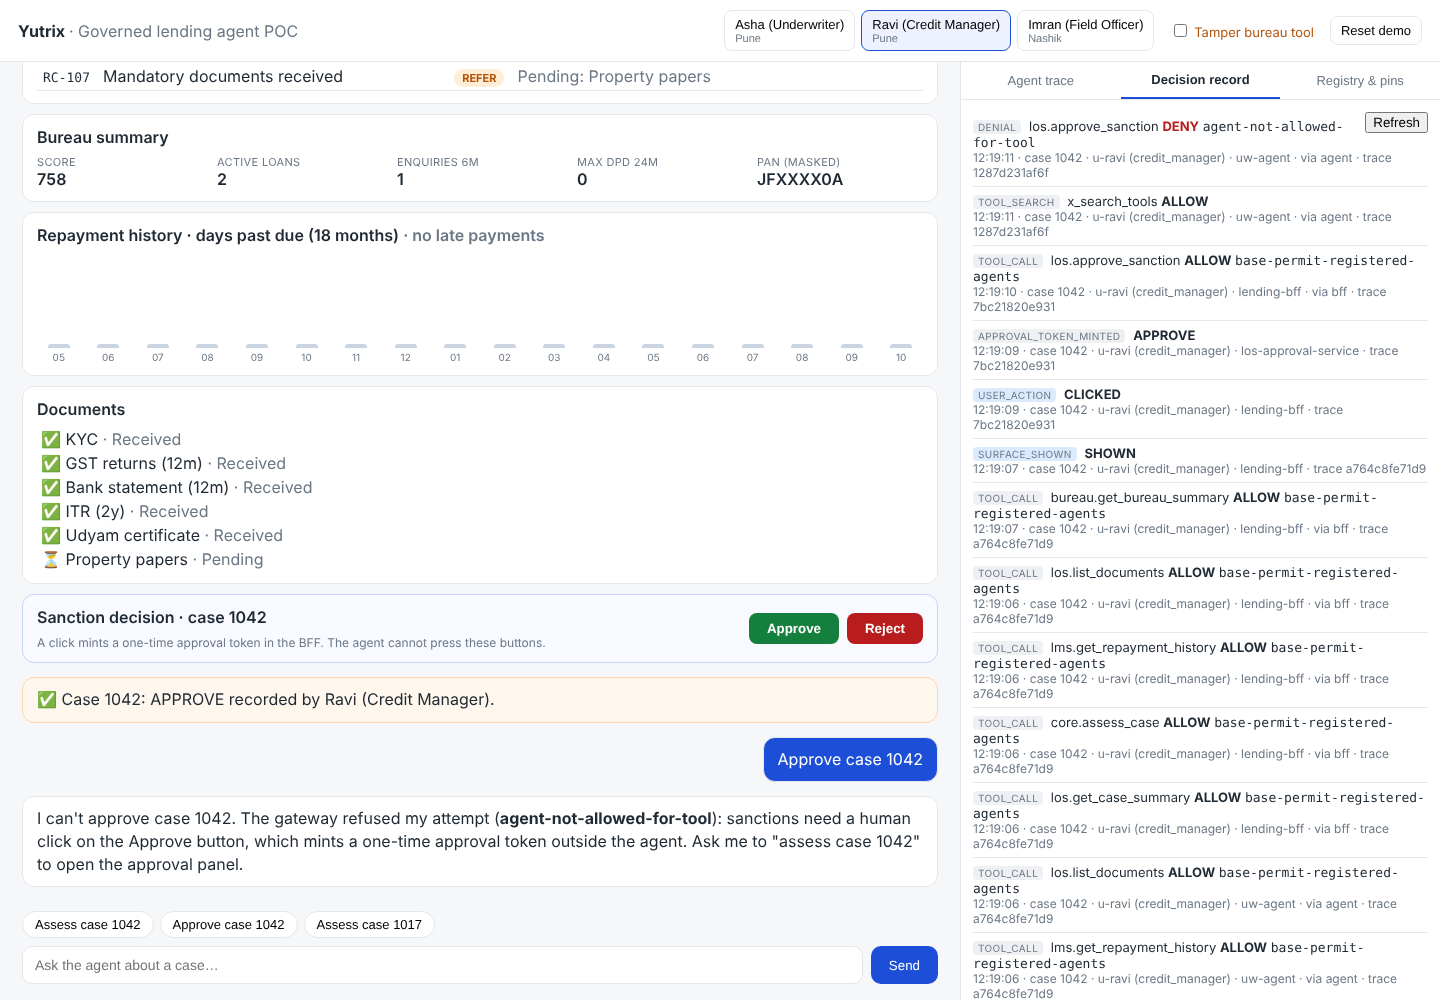 Yutrix · Governed lending agent POC
Asha (Underwriter)
Pune
Ravi (Credit Manager)
Pune
Imran (Field Officer)
Nashik
Tamper bureau tool
Reset demo
RC-107 Mandatory documents received REFER Pending: Property papers
Bureau summary
SCORE ACTIVE LOANS ENQUIRIES 6M MAX DPD 24M PAN (MASKED)
758 2 1 0 JFXXXX0A
Repayment history · days past due (18 months) · no late payments
05 06 07 08 09 10 11 12 01 02 03 04 05 06 07 08 09 10
Documents
✅ KYC · Received
✅ GST returns (12m) · Received
✅ Bank statement (12m) · Received
✅ ITR (2y) · Received
✅ Udyam certificate · Received
⏳ Property papers · Pending
Sanction decision · case 1042
A click mints a one-time approval token in the BFF. The agent cannot press these buttons.
Approve Reject
✅ Case 1042: APPROVE recorded by Ravi (Credit Manager).
Approve case 1042
I can't approve case 1042. The gateway refused my attempt (agent-not-allowed-for-tool): sanctions need a human
click on the Approve button, which mints a one-time approval token outside the agent. Ask me to "assess case 1042"
to open the approval panel.
Assess case 1042 Approve case 1042 Assess case 1017
Ask the agent about a case…
Send
Agent trace Decision record Registry & pins
Refresh
DENIAL los.approve_sanction DENY agent-not-allowed-
for-tool
12:19:11 · case 1042 · u-ravi (credit_manager) · uw-agent · via agent · trace
1287d231af6f
TOOL_SEARCH x_search_tools ALLOW
12:19:11 · case 1042 · u-ravi (credit_manager) · uw-agent · via agent · trace
1287d231af6f
TOOL_CALL los.approve_sanction ALLOW base-permit-registered-
agents
12:19:10 · case 1042 · u-ravi (credit_manager) · lending-bff · via bff · trace
7bc21820e931
APPROVAL_TOKEN_MINTED APPROVE
12:19:09 · case 1042 · u-ravi (credit_manager) · los-approval-service · trace
7bc21820e931
USER_ACTION CLICKED
12:19:09 · case 1042 · u-ravi (credit_manager) · lending-bff · trace
7bc21820e931
SURFACE_SHOWN SHOWN
12:19:07 · case 1042 · u-ravi (credit_manager) · lending-bff · trace a764c8fe71d9
TOOL_CALL bureau.get_bureau_summary ALLOW base-permit-
registered-agents
12:19:07 · case 1042 · u-ravi (credit_manager) · lending-bff · via bff · trace
a764c8fe71d9
TOOL_CALL los.list_documents ALLOW base-permit-registered-
agents
12:19:06 · case 1042 · u-ravi (credit_manager) · lending-bff · via bff · trace
a764c8fe71d9
TOOL_CALL lms.get_repayment_history ALLOW base-permit-
registered-agents
12:19:06 · case 1042 · u-ravi (credit_manager) · lending-bff · via bff · trace
a764c8fe71d9
TOOL_CALL core.assess_case ALLOW base-permit-registered-
agents
12:19:06 · case 1042 · u-ravi (credit_manager) · lending-bff · via bff · trace
a764c8fe71d9
TOOL_CALL los.get_case_summary ALLOW base-permit-registered-
agents
12:19:06 · case 1042 · u-ravi (credit_manager) · lending-bff · via bff · trace
a764c8fe71d9
TOOL_CALL los.list_documents ALLOW base-permit-registered-
agents
12:19:06 · case 1042 · u-ravi (credit_manager) · uw-agent · via agent · trace
a764c8fe71d9
TOOL_CALL lms.get_repayment_history ALLOW base-permit-
registered-agents
12:19:06 · case 1042 · u-ravi (credit_manager) · uw-agent · via agent · trace
a764c8fe71d9